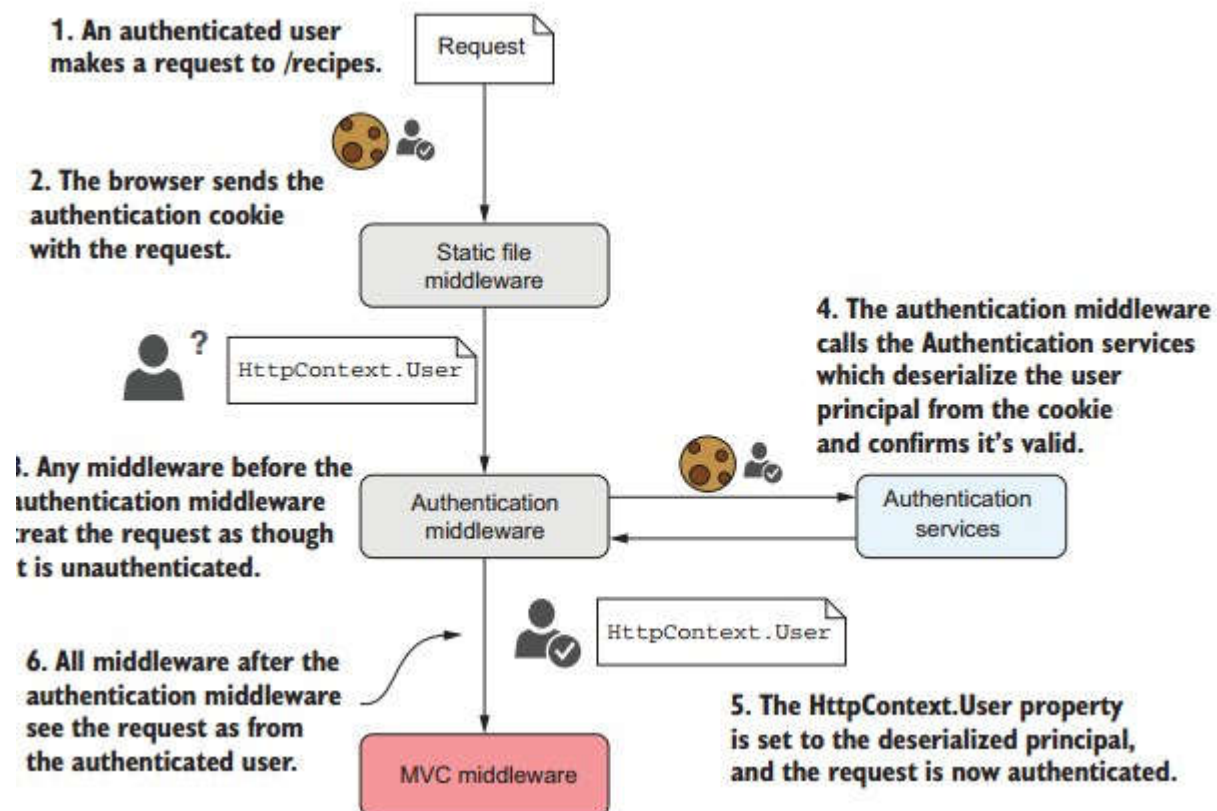 1. An authenticated user
makes a request to /recipes.
Request
2. The browser sends the
authentication cookie
with the request.
Static file
middleware
?
HttpContext.User
4. The authentication middleware
calls the Authentication services
which deserialize the user
principal from the cookie
and confirms it's valid.
. Any middleware before the
uthentication middleware
reat the request as though
t is unauthenticated.
Authentication
middleware
Authentication
services
HttpContext.User
6. All middleware after the
authentication middleware
see the request as from
the authenticated user.
5. The HttpContext.User property
is set to the deserialized principal,
and the request is now authenticated.
MVC middleware